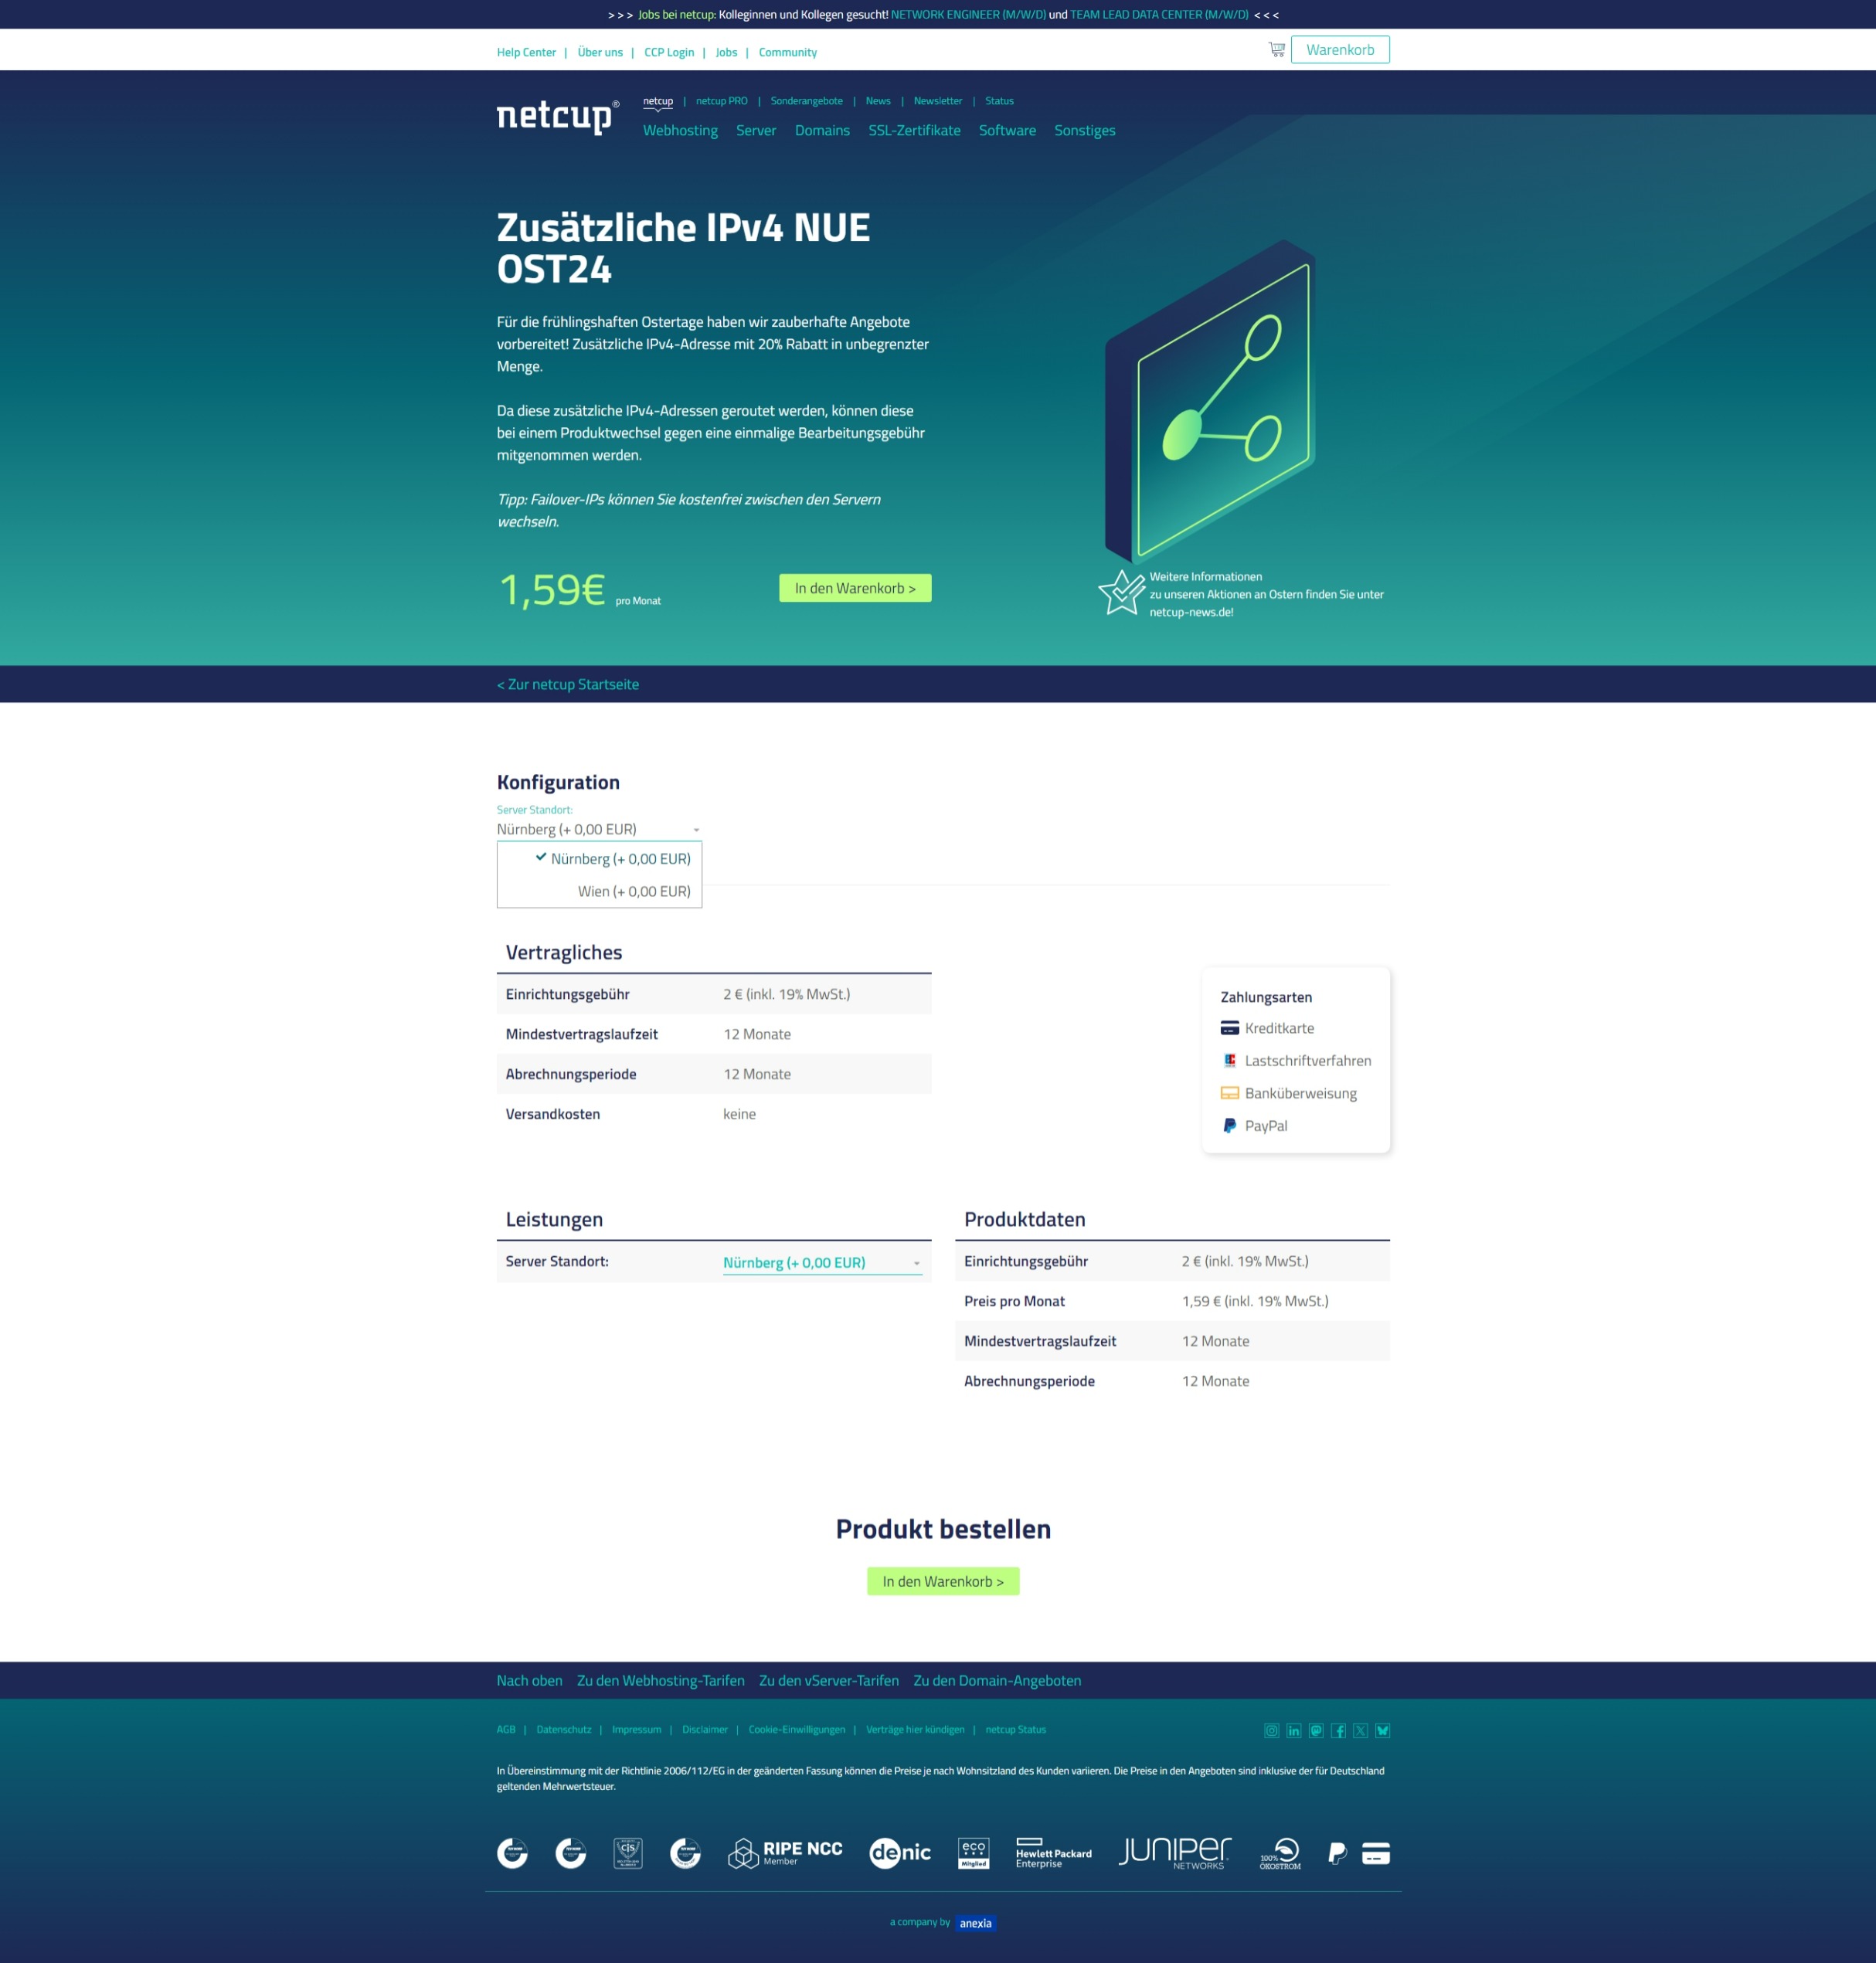 > > > Jobs bei netcup: Kolleginnen und Kollegen gesucht! NETWORK ENGINEER (M/W/D) und TEAM LEAD DATA CENTER (M/W/D) < < <
Help Center | Über uns | CCP Login | Jobs | Community
Warenkorb
netcup®
netcup | netcup PRO | Sonderangebote | News | Newsletter | Status
Webhosting Server Domains SSL-Zertifikate Software Sonstiges
Zusätzliche IPv4 NUE
OST24
Für die frühlingshaften Ostertage haben wir zauberhafte Angebote
vorbereitet! Zusätzliche IPv4-Adresse mit 20% Rabatt in unbegrenzter
Menge.
Da diese zusätzliche IPv4-Adressen geroutet werden, können diese
bei einem Produktwechsel gegen eine einmalige Bearbeitungsgebühr
mitgenommen werden.
Tipp: Failover-IPs können Sie kostenfrei zwischen den Servern
wechseln.
1,59€ pro Monat
In den Warenkorb >
Weitere Informationen
zu unseren Aktionen an Ostern finden Sie unter
netcup-news.de!
< Zur netcup Startseite
Konfiguration
Server Standort:
Nürnberg (+ 0,00 EUR)
Nürnberg (+ 0,00 EUR)
Wien (+ 0,00 EUR)
Vertragliches
Einrichtungsgebühr 2 € (inkl. 19% MwSt.)
Mindestvertragslaufzeit 12 Monate
Abrechnungsperiode 12 Monate
Versandkosten keine
Zahlungsarten
Kreditkarte
Lastschriftverfahren
Banküberweisung
PayPal
Leistungen
Server Standort: Nürnberg (+ 0,00 EUR)
Produktdaten
Einrichtungsgebühr 2 € (inkl. 19% MwSt.)
Preis pro Monat 1,59 € (inkl. 19% MwSt.)
Mindestvertragslaufzeit 12 Monate
Abrechnungsperiode 12 Monate
Produkt bestellen
In den Warenkorb >
Nach oben Zu den Webhosting-Tarifen Zu den vServer-Tarifen Zu den Domain-Angeboten
AGB | Datenschutz | Impressum | Disclaimer | Cookie-Einwilligungen | Verträge hier kündigen | netcup Status
In Übereinstimmung mit der Richtlinie 2006/112/EG in der geänderten Fassung können die Preise je nach Wohnsitzland des Kunden variieren. Die Preise in den Angeboten sind inklusive der für Deutschland
geltenden Mehrwertsteuer.
cis
RIPE NCC
Member
denic
eco
Mitglied
Hewlett Packard
Enterprise
JUNIPEr
NETWORKS
100%
ÖKOSTROM
a company by anexia